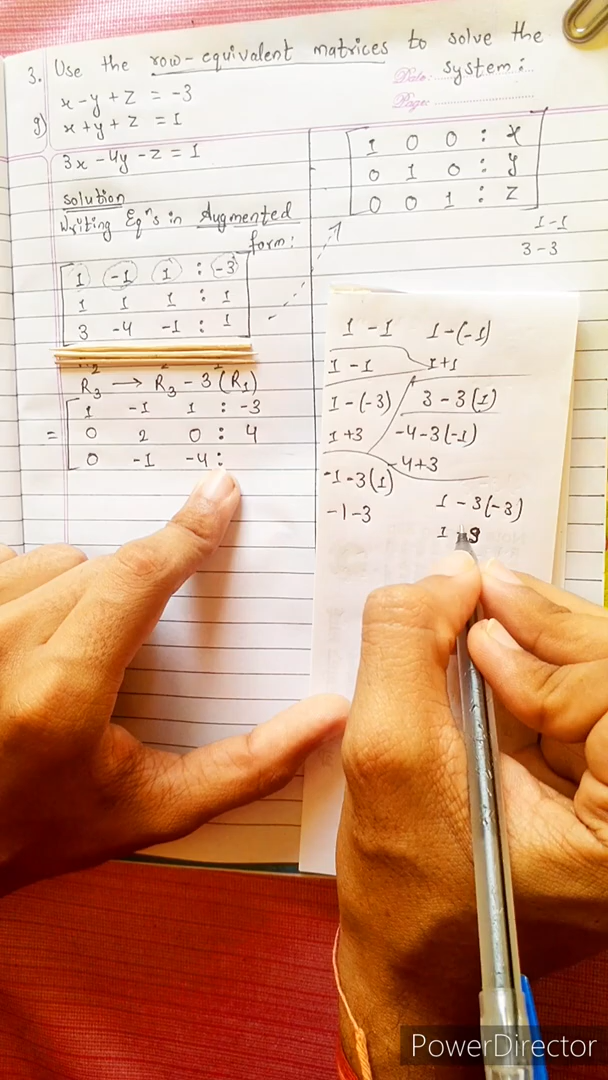 3. Use the row-equivalent matrices to solve the system:
Date:
Page:
g) x - y + z = -3
x + y + z = 1
3x - 4y - z = 1
solution
Writing Eqⁿs in Augmented form:
1 -1 1 : -3
1 1 1 : 1
3 -4 -1 : 1
R₃ → R₃ - 3(R₁)
1 -1 1 : -3
= 0 2 0 : 4
0 -1 -4 :
1 0 0 : x
0 1 0 : y
0 0 1 : z
1-1
3-3
1 - 1
1 - 1
1-(-1)
1+1
1-(-3)
1+3
3-3(1)
-4-3(-1)
-4+3
-1-3(1)
-1-3
1-3(-3)
1 9
PowerDirector